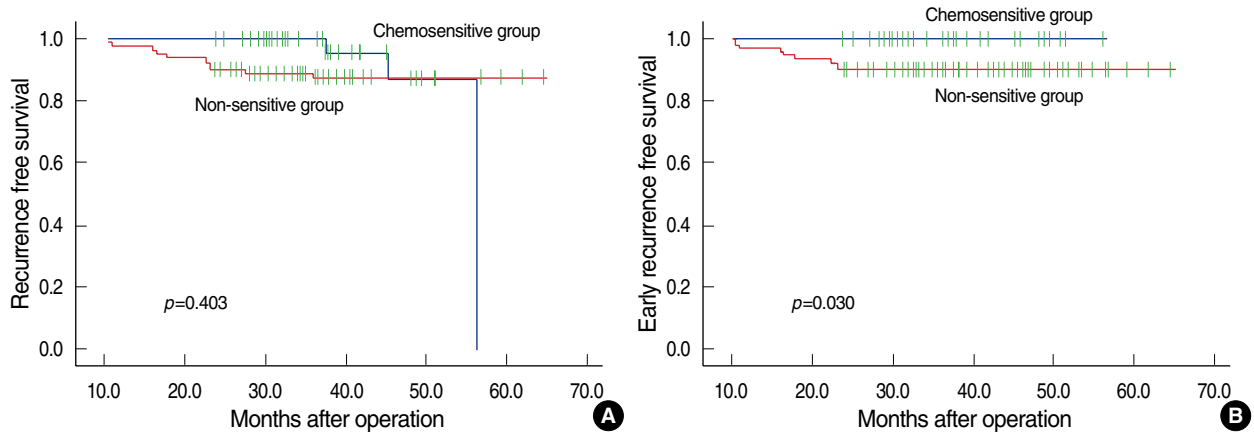 Recurrence free survival
1.0
0.8
0.6
0.4
0.2
0.0
Chemosensitive group
Non-sensitive group
p=0.403
10.0 20.0 30.0 40.0 50.0 60.0 70.0
Months after operation
A
Early recurrence free survival
1.0
0.8
0.6
0.4
0.2
0.0
Chemosensitive group
Non-sensitive group
p=0.030
10.0 20.0 30.0 40.0 50.0 60.0 70.0
Months after operation
B